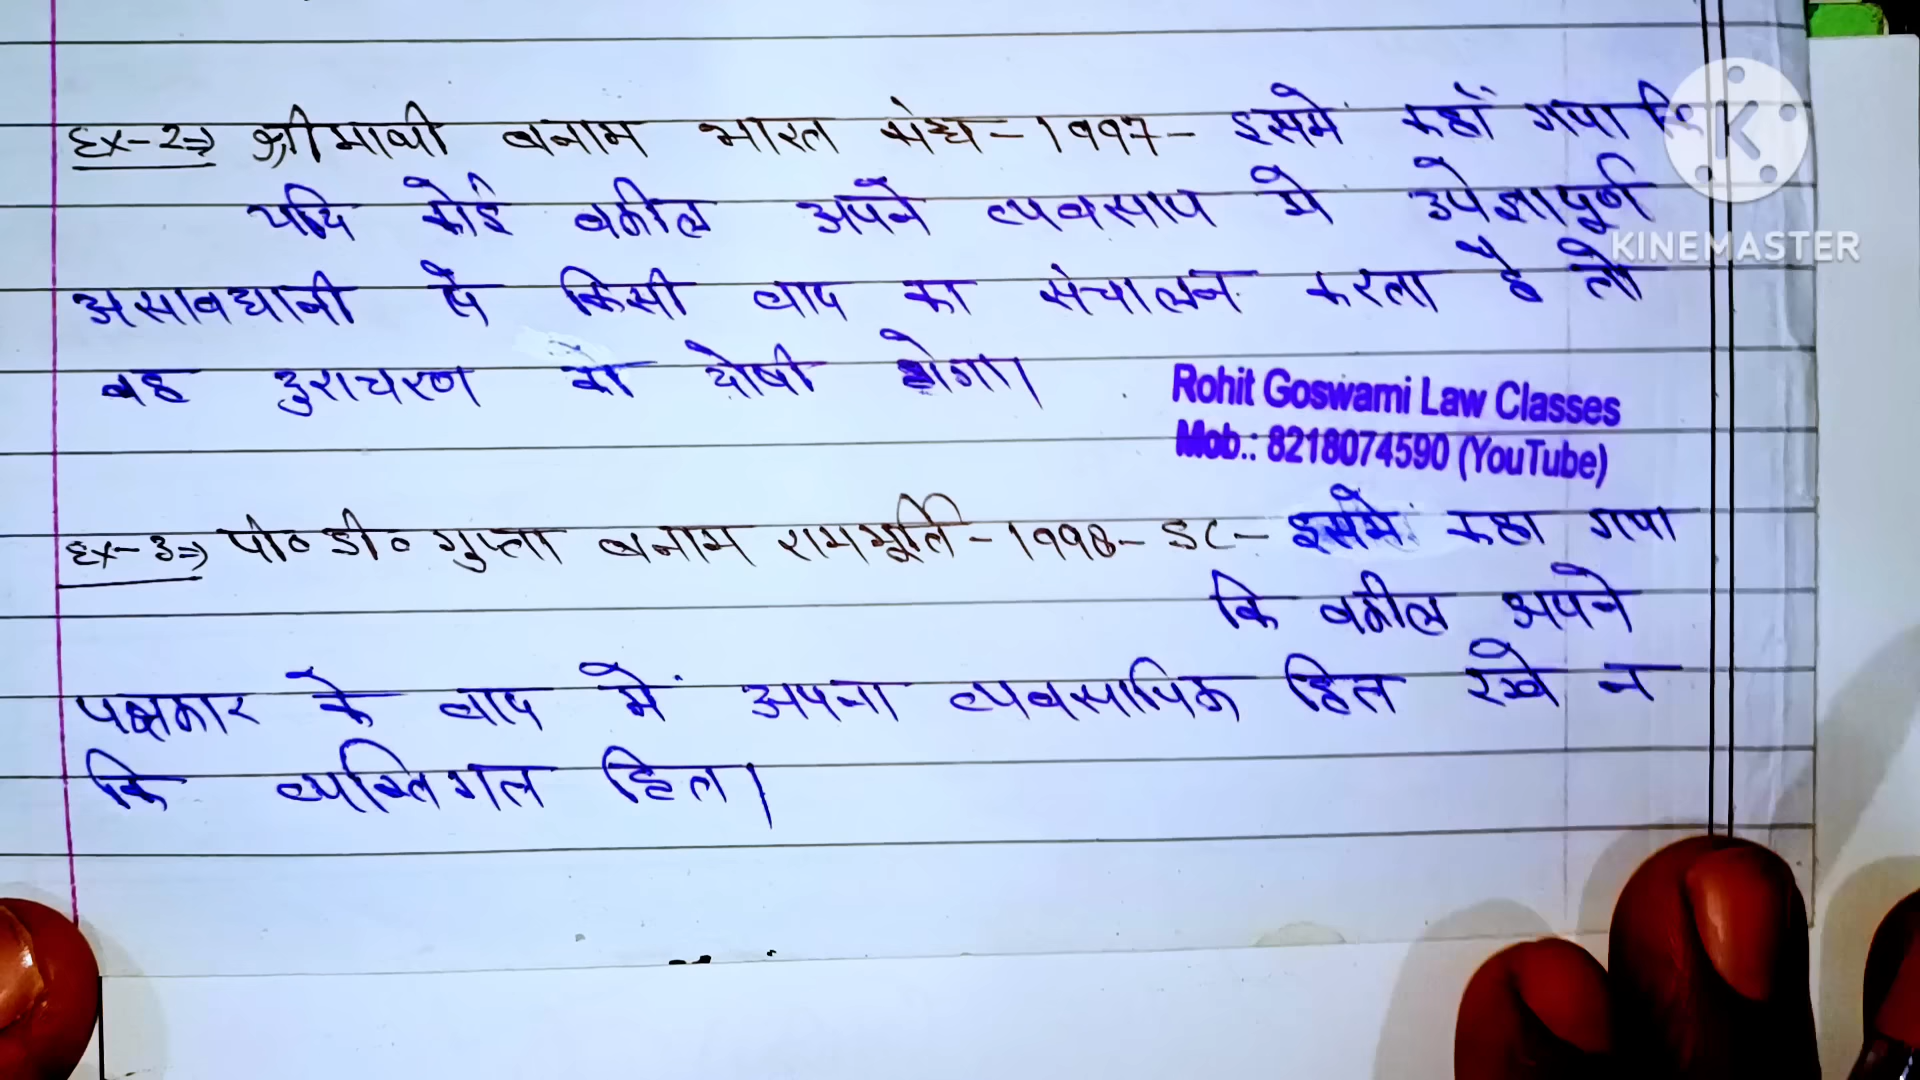 Ex-2⇒ श्रीमावी बनाम भारत संघ - 1997 - इसमें कहाँ गया कि
यदि कोई वकील अपने व्यवसाय मे उपेक्षापूर्ण
KINEMASTER
असावधानी से किसी वाद का संचालन करता है तो
वह दुराचरण का दोषी होगा।
Rohit Goswami Law Classes
Mob.: 8218074590 (YouTube)
Ex-3⇒ पी० डी० गुप्ता बनाम राममूर्ति - 1998 - SC - इसमें कहा गया
कि वकील अपने
पक्षकार के वाद में अपना व्यवसायिक हित रखे न
कि व्यक्तिगत हित।